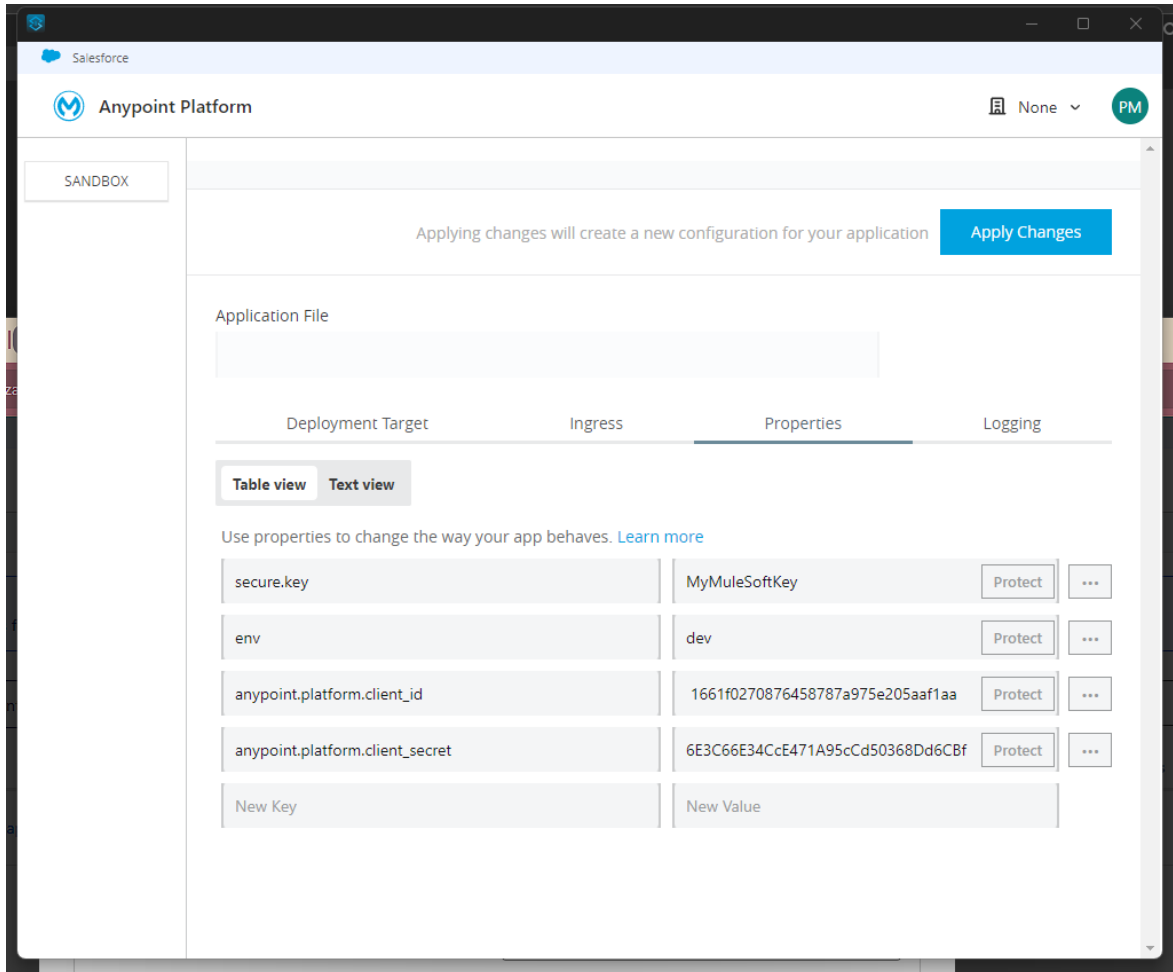 Salesforce
Anypoint Platform
None
PM
SANDBOX
Applying changes will create a new configuration for your application
Apply Changes
Application File
Deployment Target Ingress Properties Logging
Table view Text view
Use properties to change the way your app behaves. Learn more
secure.key MyMuleSoftKey Protect ...
env dev Protect ...
anypoint.platform.client_id 1661f0270876458787a975e205aaf1aa Protect ...
anypoint.platform.client_secret 6E3C66E34CcE471A95cCd50368Dd6CBf Protect ...
New Key New Value